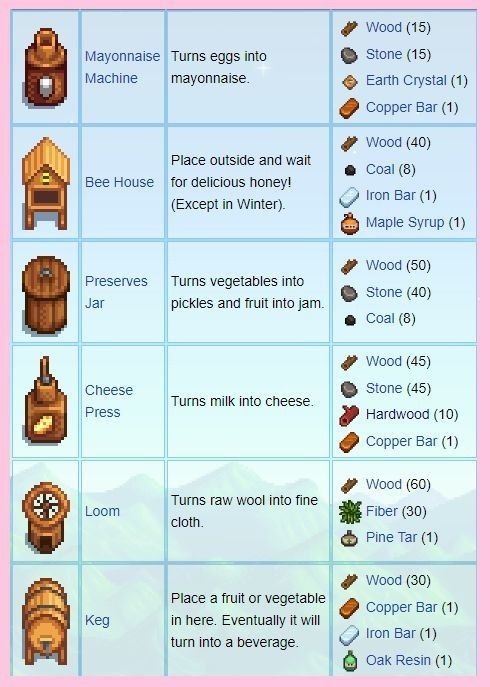 Mayonnaise
Machine
Turns eggs into
mayonnaise.
Wood (15)
Stone (15)
Earth Crystal (1)
Copper Bar (1)
Bee House
Place outside and wait
for delicious honey!
(Except in Winter).
Wood (40)
Coal (8)
Iron Bar (1)
Maple Syrup (1)
Preserves
Jar
Turns vegetables into
pickles and fruit into jam.
Wood (50)
Stone (40)
Coal (8)
Cheese
Press
Turns milk into cheese.
Wood (45)
Stone (45)
Hardwood (10)
Copper Bar (1)
Loom
Turns raw wool into fine
cloth.
Wood (60)
Fiber (30)
Pine Tar (1)
Keg
Place a fruit or vegetable
in here. Eventually it will
turn into a beverage.
Wood (30)
Copper Bar (1)
Iron Bar (1)
Oak Resin (1)